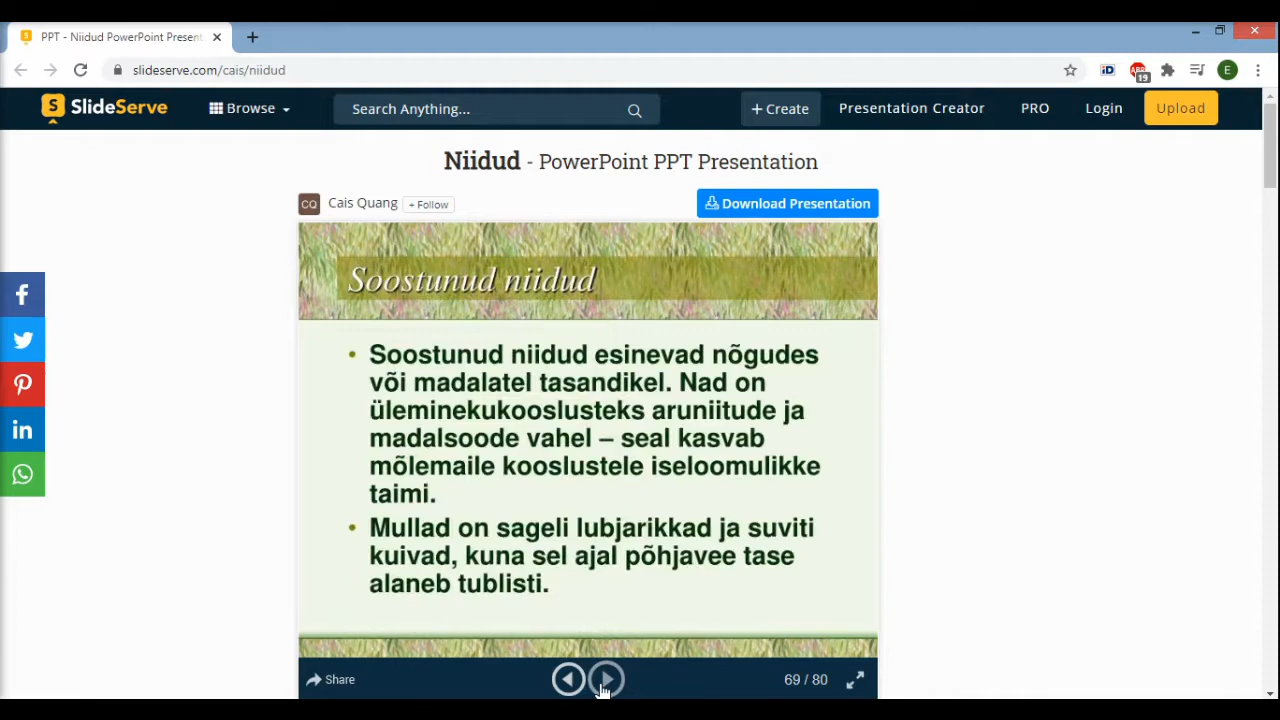 PPT - Niidud PowerPoint Present
slideserve.com/cais/niidud
19
E
S SlideServe
Browse
Search Anything...
+ Create
Presentation Creator
PRO
Login
Upload
Niidud - PowerPoint PPT Presentation
CQ
Cais Quang
+ Follow
Download Presentation
Soostunud niidud
• Soostunud niidud esinevad nõgudes
või madalatel tasandikel. Nad on
üleminekukooslusteks aruniitude ja
madalsoode vahel – seal kasvab
mõlemaile kooslustele iseloomulikke
taimi.
• Mullad on sageli lubjarikkad ja suviti
kuivad, kuna sel ajal põhjavee tase
alaneb tublisti.
Share
69 / 80